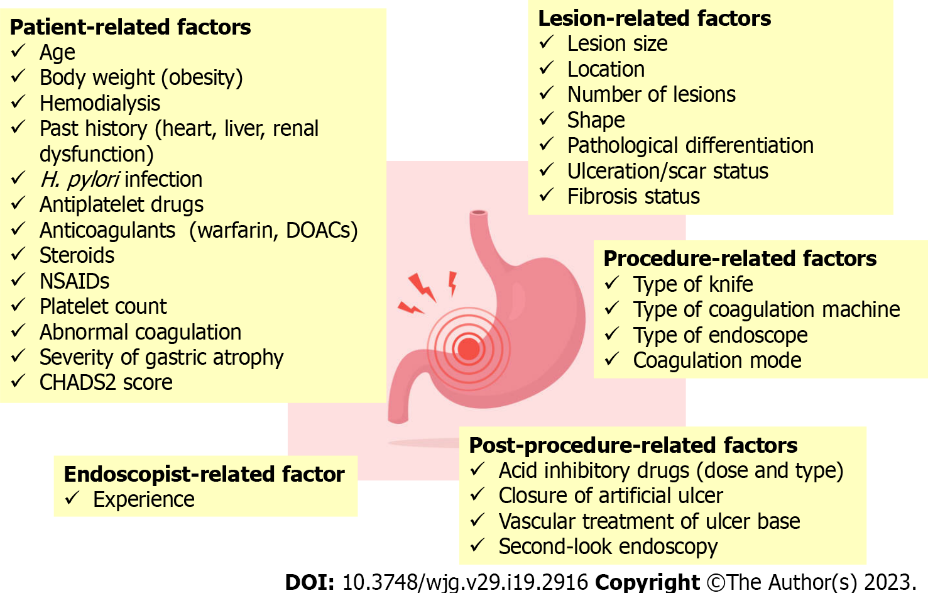 Patient-related factors
✓ Age
✓ Body weight (obesity)
✓ Hemodialysis
✓ Past history (heart, liver, renal
dysfunction)
✓ H. pylori infection
✓ Antiplatelet drugs
✓ Anticoagulants (warfarin, DOACs)
✓ Steroids
✓ NSAIDs
✓ Platelet count
✓ Abnormal coagulation
✓ Severity of gastric atrophy
✓ CHADS2 score
Lesion-related factors
✓ Lesion size
✓ Location
✓ Number of lesions
✓ Shape
✓ Pathological differentiation
✓ Ulceration/scar status
✓ Fibrosis status
Procedure-related factors
✓ Type of knife
✓ Type of coagulation machine
✓ Type of endoscope
✓ Coagulation mode
Endoscopist-related factor
✓ Experience
Post-procedure-related factors
✓ Acid inhibitory drugs (dose and type)
✓ Closure of artificial ulcer
✓ Vascular treatment of ulcer base
✓ Second-look endoscopy
DOI: 10.3748/wjg.v29.i19.2916 Copyright ©The Author(s) 2023.